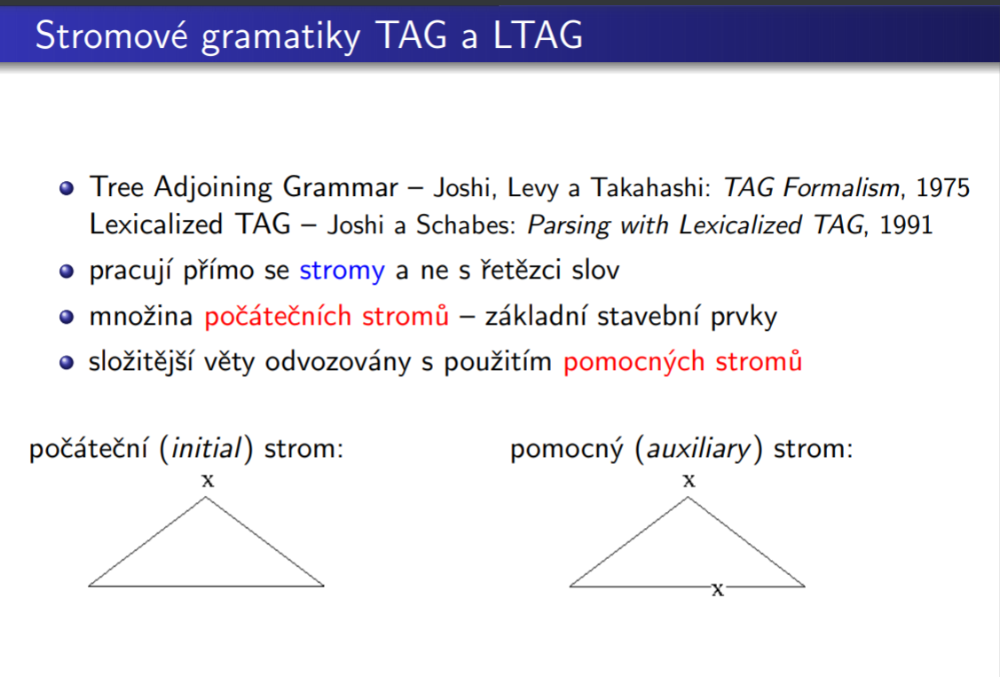 Stromové gramatiky TAG a LTAG
Tree Adjoining Grammar – Joshi, Levy a Takahashi: TAG Formalism, 1975
Lexicalized TAG – Joshi a Schabes: Parsing with Lexicalized TAG, 1991
pracují přímo se stromy a ne s řetězci slov
množina počátečních stromů – základní stavební prvky
složitější věty odvozovány s použitím pomocných stromů
počáteční (initial) strom:
x
pomocný (auxiliary) strom:
x
x